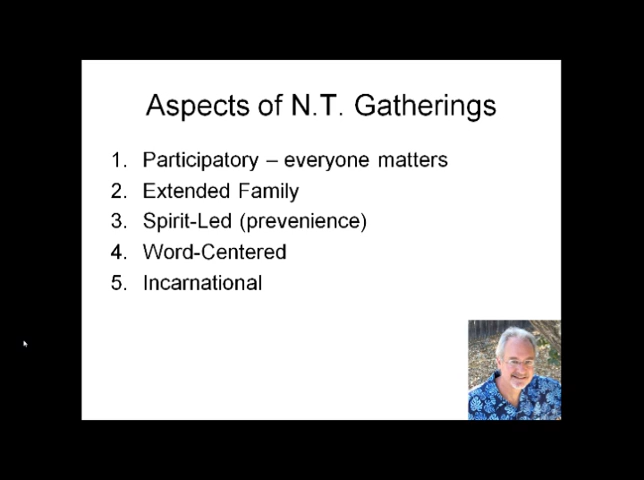 Aspects of N.T. Gatherings
1. Participatory – everyone matters
2. Extended Family
3. Spirit-Led (prevenience)
4. Word-Centered
5. Incarnational